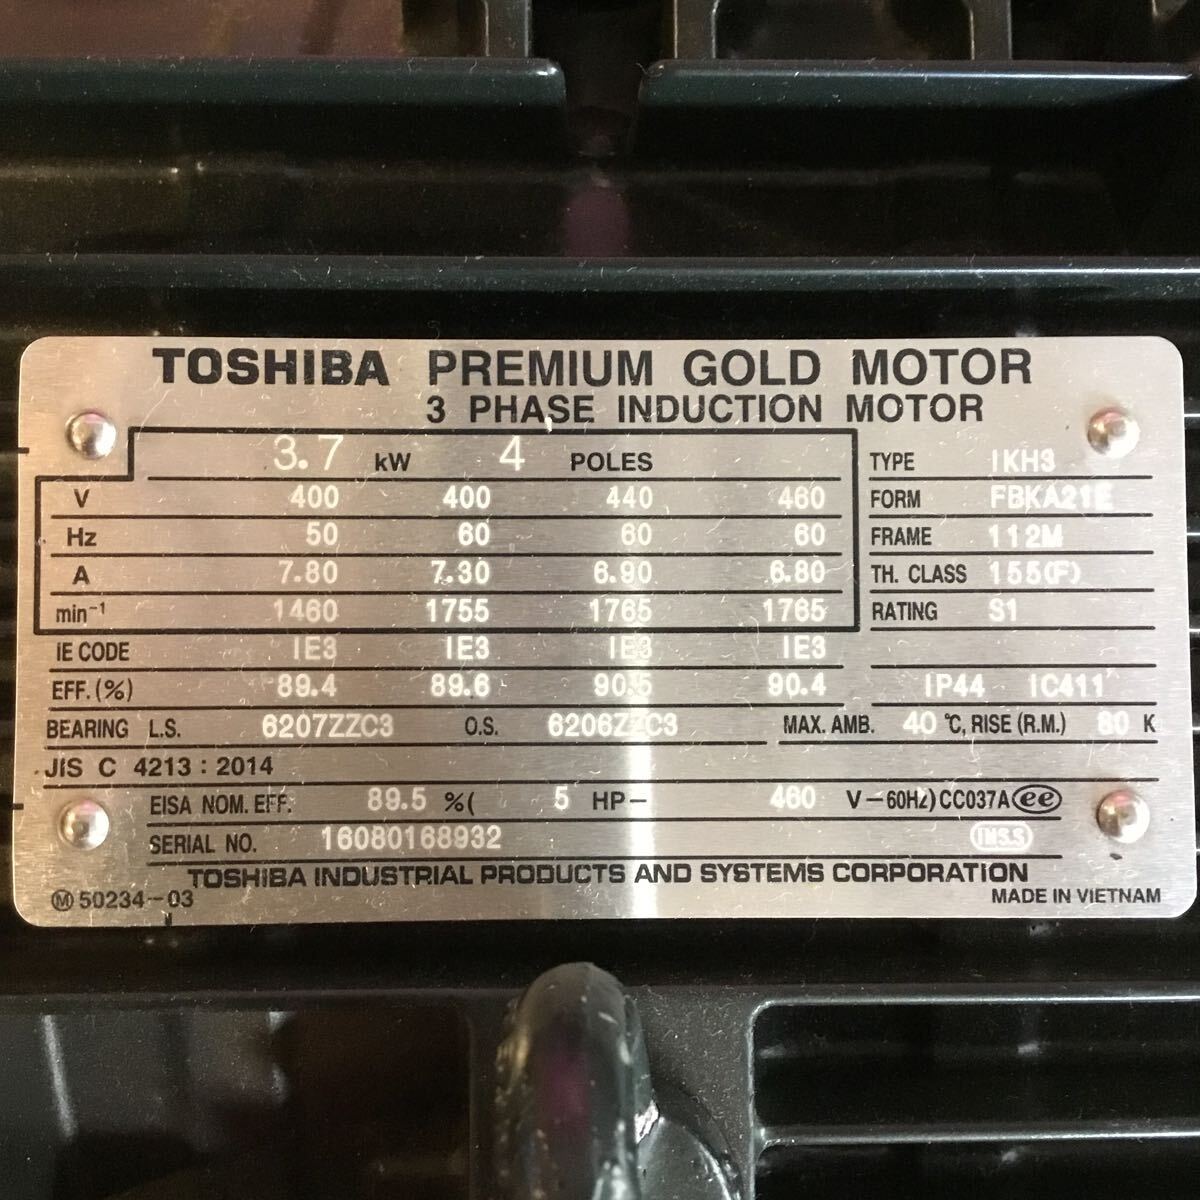 TOSHIBA PREMIUM GOLD MOTOR
3 PHASE INDUCTION MOTOR
3.7 kW 4 POLES
V 400 400 440 460
Hz 50 60 60 60
A 7.80 7.30 6.90 6.80
min⁻¹ 1460 1755 1765 1765
IE CODE IE3 IE3 IE3 IE3
EFF.(%) 89.4 89.6 90.5 90.4
TYPE IKH3
FORM FBKA21E
FRAME 112M
TH. CLASS 155(F)
RATING S1
IP44 IC411
BEARING L.S. 6207ZZC3 O.S. 6206ZZC3 MAX. AMB. 40 ℃, RISE (R.M.) 80 K
JIS C 4213 : 2014
EISA NOM. EFF. 89.5 %( 5 HP- 460 V-60Hz) CC037A ee
SERIAL NO. 16080168932
TOSHIBA INDUSTRIAL PRODUCTS AND SYSTEMS CORPORATION
Ⓜ 50234-03 MADE IN VIETNAM